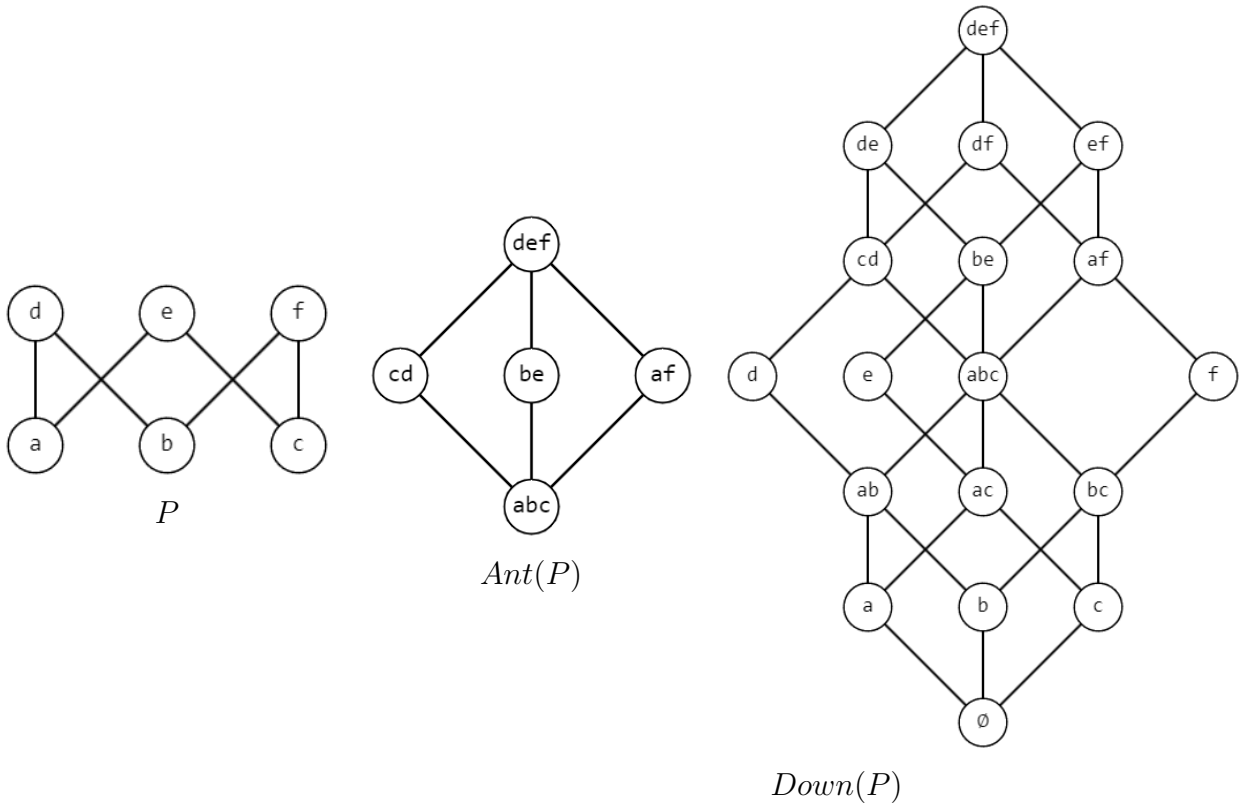 def
de df ef
def
cd be af
d e f
cd be af
d e abc f
a b c
ab ac bc
abc
P
Ant(P)
a b c
Ø
Down(P)